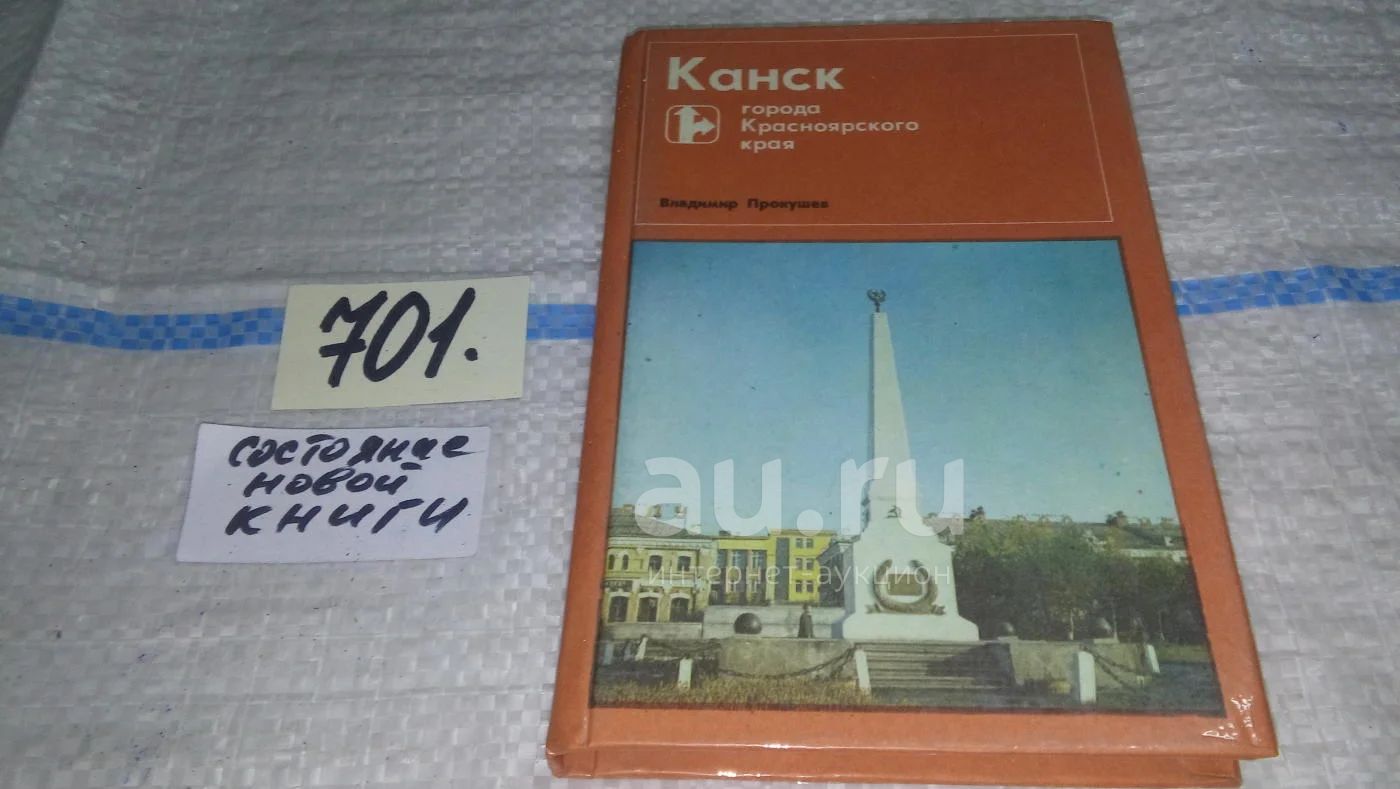 Канск
города
Красноярского
края
Владимир Прокушев
701.
состояние
новой
книги
au.ru
интернет аукцион